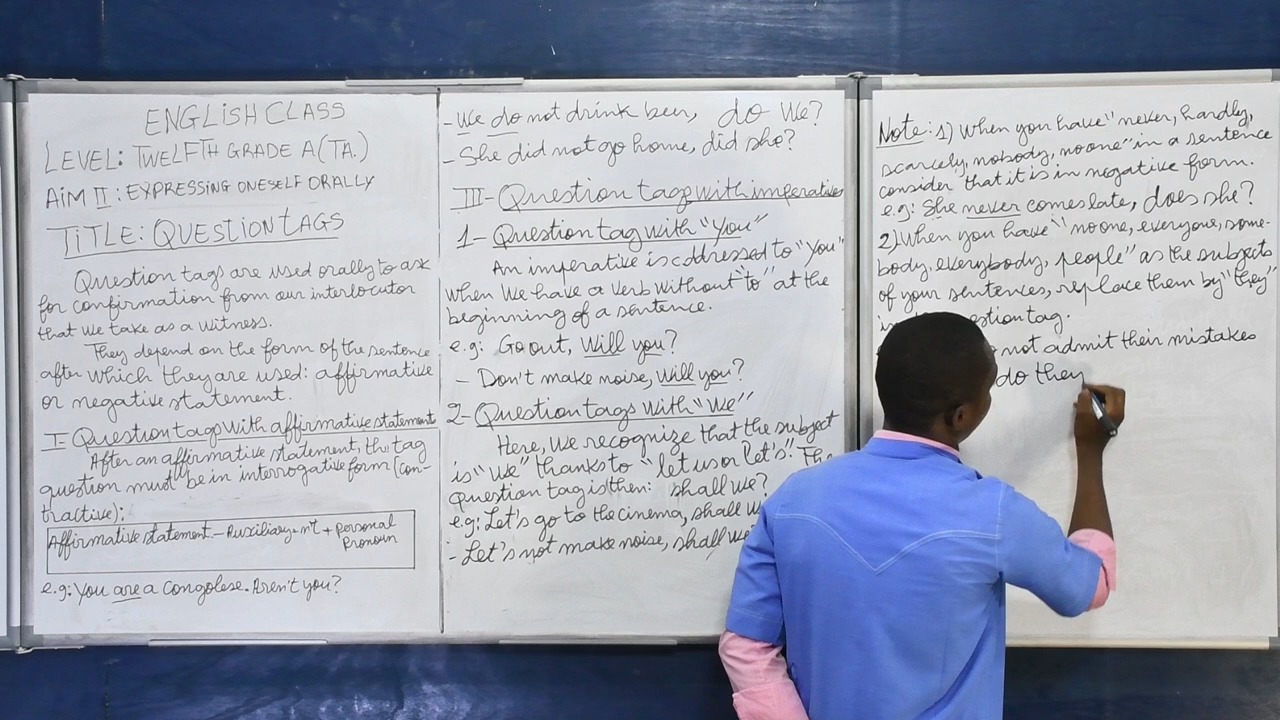 ENGLISH CLASS
LEVEL: TWELFTH GRADE A (TA.)
AIM II: EXPRESSING ONESELF ORALLY
TITLE: QUESTION TAGS
Question tags are used orally to ask
for confirmation from our interlocutor
that we take as a witness.
They depend on the form of the sentence
after which they are used: affirmative
or negative statement.
I- Question tags with affirmative statement
After an affirmative statement, the tag
question must be in interrogative form (con-
tractive):
Affirmative statement - Auxiliary + n't + personal
pronoun
e.g: You are a Congolese. Aren't you?
- We do not drink beer, do we?
- She did not go home, did she?
III- Question tags with imperatives
1- Question tag with "You"
An imperative is addressed to "you"
when we have a verb without "to" at the
beginning of a sentence.
e.g: Go out, Will you?
- Don't make noise, Will you?
2- Question tags with "We"
Here, we recognize that the subject
is "we" thanks to "let us or let's". The
question tag is then: shall we?
e.g: Let's go to the cinema, shall
- Let's not make noise, shall we
Note: 1) When you have "never, hardly,
scarcely, nobody, no one" in a sentence
consider that it is in negative form.
e.g: She never comes late, does she?
2) When you have "no one, everyone, some-
body, everybody, people" as the subjects
of your sentences, replace them by "they"
tag.
not admit their mistakes
do they